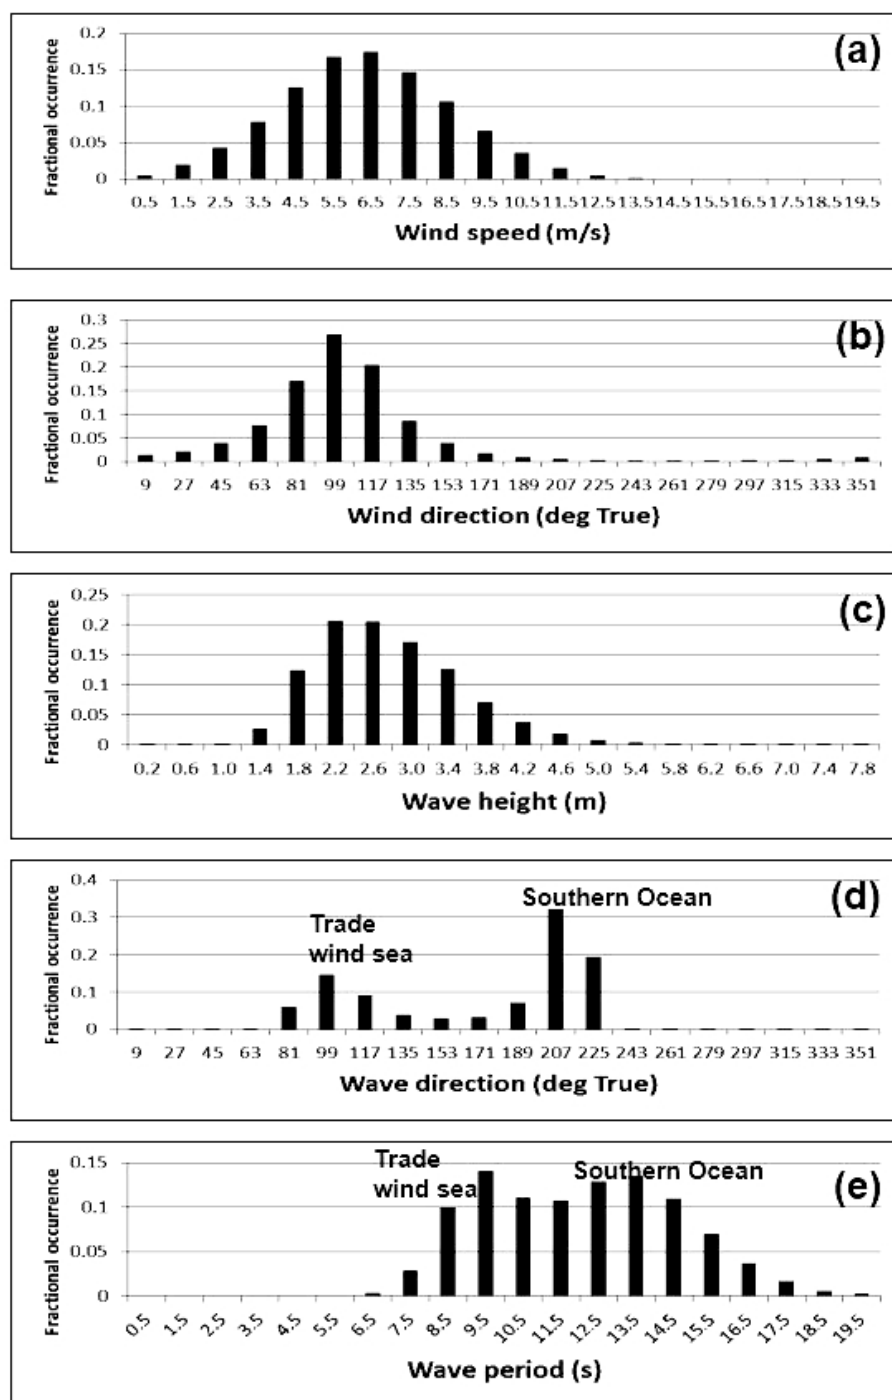 (a)
Fractional occurrence
0.2
0.15
0.1
0.05
0
0.5 1.5 2.5 3.5 4.5 5.5 6.5 7.5 8.5 9.5 10.5 11.5 12.5 13.5 14.5 15.5 16.5 17.5 18.5 19.5
Wind speed (m/s)
(b)
Fractional occurrence
0.3
0.25
0.2
0.15
0.1
0.05
0
9 27 45 63 81 99 117 135 153 171 189 207 225 243 261 279 297 315 333 351
Wind direction (deg True)
(c)
Fractional occurrence
0.25
0.2
0.15
0.1
0.05
0
0.2 0.6 1.0 1.4 1.8 2.2 2.6 3.0 3.4 3.8 4.2 4.6 5.0 5.4 5.8 6.2 6.6 7.0 7.4 7.8
Wave height (m)
(d)
Fractional occurrence
0.4
0.3
0.2
0.1
0
Trade
wind sea
Southern Ocean
9 27 45 63 81 99 117 135 153 171 189 207 225 243 261 279 297 315 333 351
Wave direction (deg True)
(e)
Fractional occurrence
0.15
0.1
0.05
0
Trade
wind sea
Southern Ocean
0.5 1.5 2.5 3.5 4.5 5.5 6.5 7.5 8.5 9.5 10.5 11.5 12.5 13.5 14.5 15.5 16.5 17.5 18.5 19.5
Wave period (s)